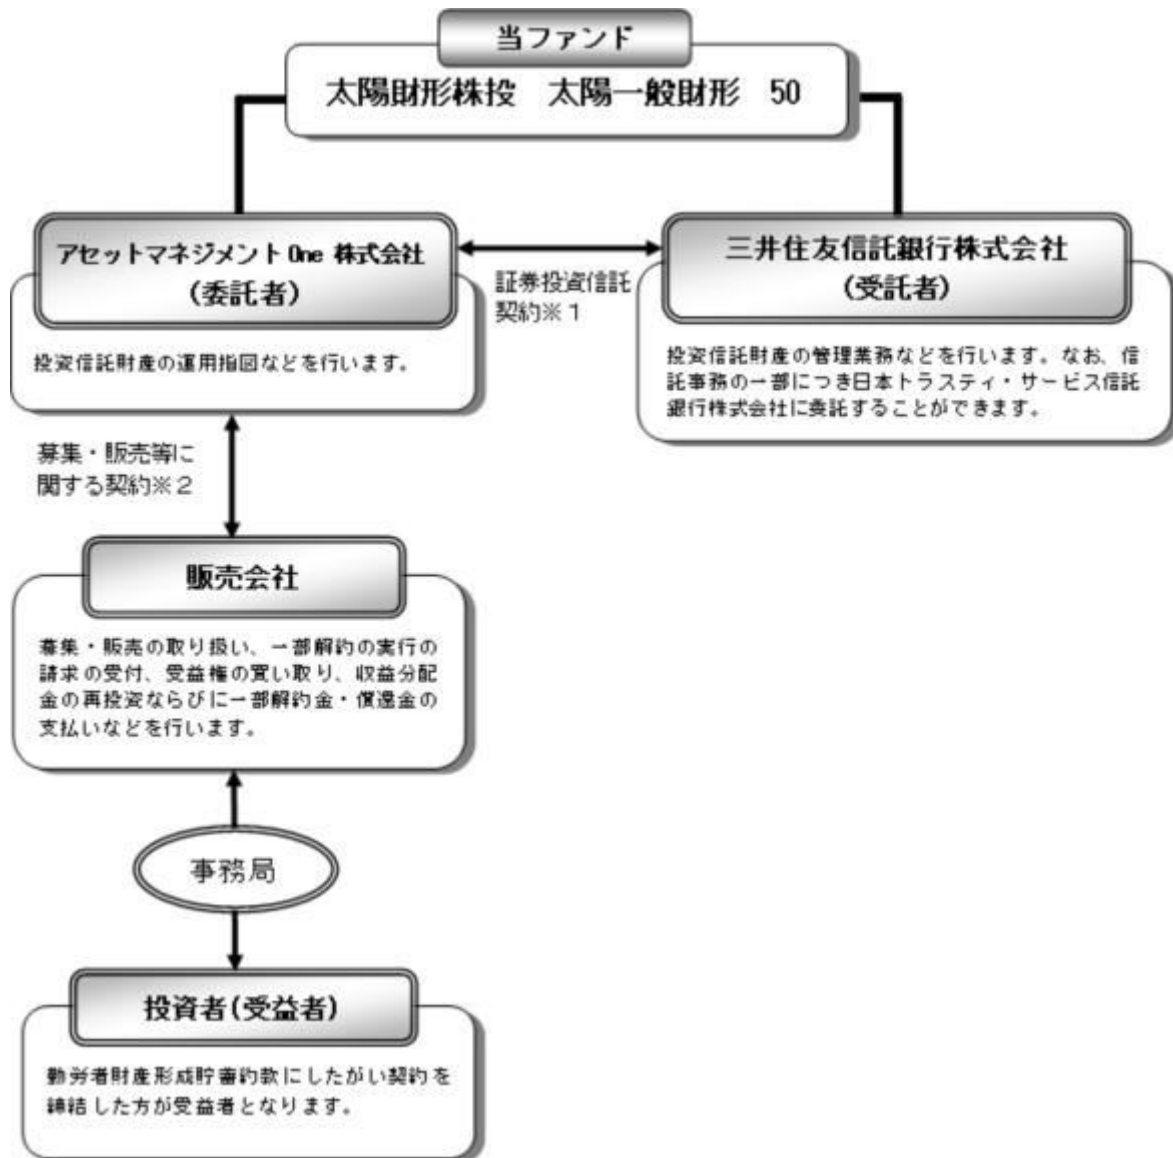 当ファンド
太陽財形株投　太陽一般財形　50
アセットマネジメント One 株式会社
(委託者)
投資信託財産の運用指図などを行います。
証券投資信託
契約※1
三井住友信託銀行株式会社
(受託者)
投資信託財産の管理業務などを行います。なお、信
託事務の一部につき日本トラスティ・サービス信託
銀行株式会社に委託することができます。
募集・販売等に
関する契約※2
販売会社
募集・販売の取り扱い、一部解約の実行の
請求の受付、受益権の買い取り、収益分配
金の再投資ならびに一部解約金・償還金の
支払いなどを行います。
事務局
投資者(受益者)
勤労者財産形成貯蓄約款にしたがい契約を
締結した方が受益者となります。